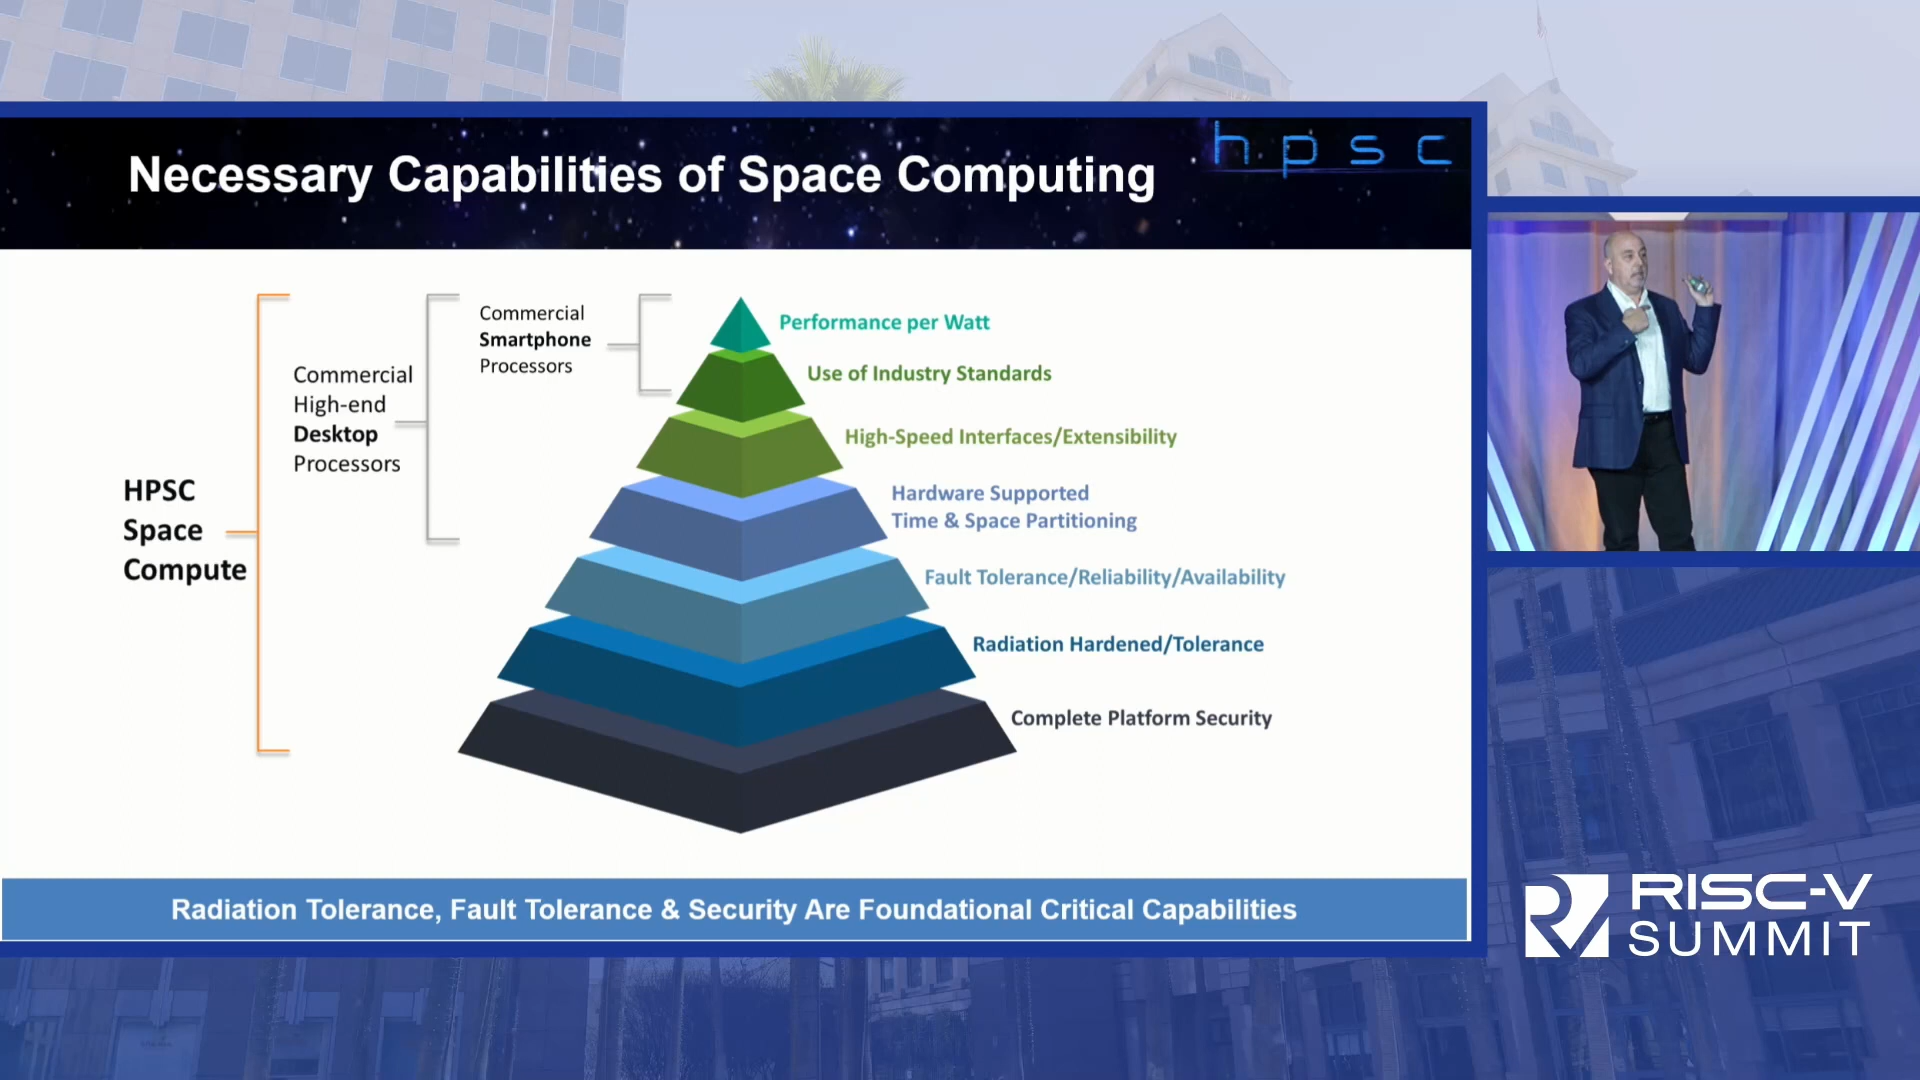 Necessary Capabilities of Space Computing
hpsc
Commercial
Smartphone
Processors
Commercial
High-end
Desktop
Processors
HPSC
Space
Compute
Performance per Watt
Use of Industry Standards
High-Speed Interfaces/Extensibility
Hardware Supported
Time & Space Partitioning
Fault Tolerance/Reliability/Availability
Radiation Hardened/Tolerance
Complete Platform Security
Radiation Tolerance, Fault Tolerance & Security Are Foundational Critical Capabilities
RISC-V
SUMMIT